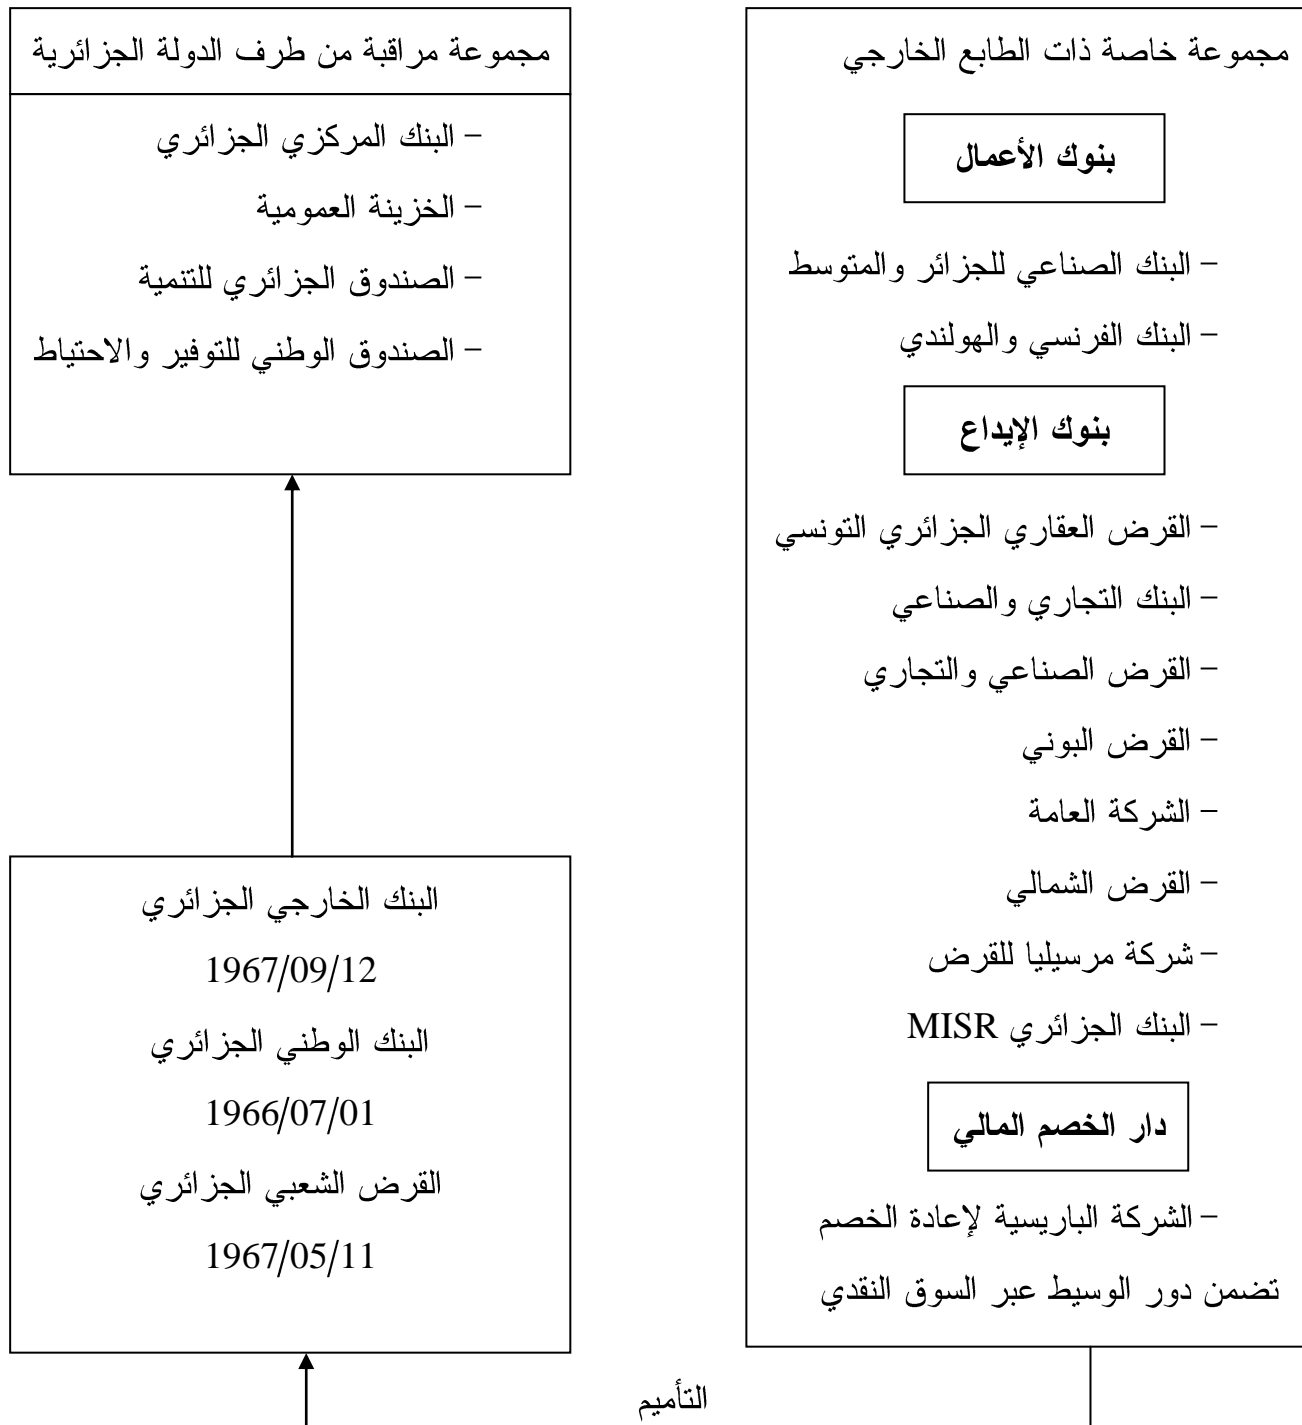 مجموعة خاصة ذات الطابع الخارجي
بنوك الأعمال
– البنك الصناعي للجزائر والمتوسط
– البنك الفرنسي والهولندي
بنوك الإيداع
– القرض العقاري الجزائري التونسي
– البنك التجاري والصناعي
– القرض الصناعي والتجاري
– القرض البوني
– الشركة العامة
– القرض الشمالي
– شركة مرسيليا للقرض
– البنك الجزائري MISR
دار الخصم المالي
– الشركة الباريسية لإعادة الخصم
تضمن دور الوسيط عبر السوق النقدي
مجموعة مراقبة من طرف الدولة الجزائرية
– البنك المركزي الجزائري
– الخزينة العمومية
– الصندوق الجزائري للتنمية
– الصندوق الوطني للتوفير والاحتياط
البنك الخارجي الجزائري
1967/09/12
البنك الوطني الجزائري
1966/07/01
القرض الشعبي الجزائري
1967/05/11
التأميم